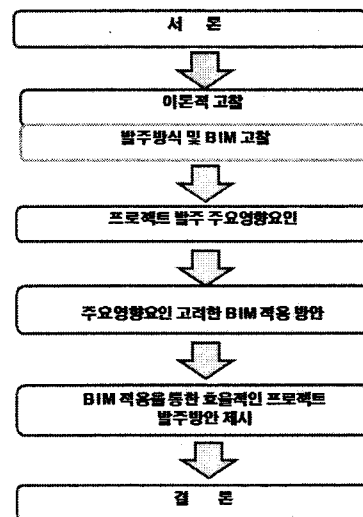 서 론
이론적 고찰
발주방식 및 BIM 고찰
프로젝트 발주 주요영향요인
주요영향요인 고려한 BIM 적용 방안
BIM 적용을 통한 효율적인 프로젝트
발주방안 제시
결 론